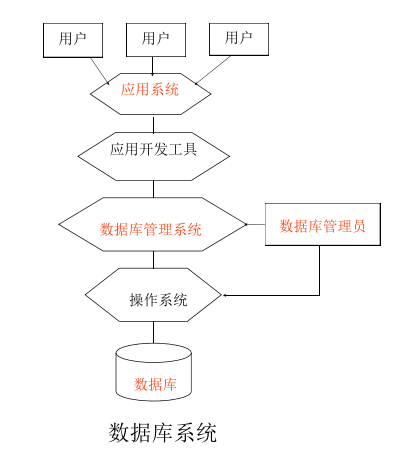 用户
用户
用户
应用系统
应用开发工具
数据库管理系统
数据库管理员
操作系统
数据库
数据库系统